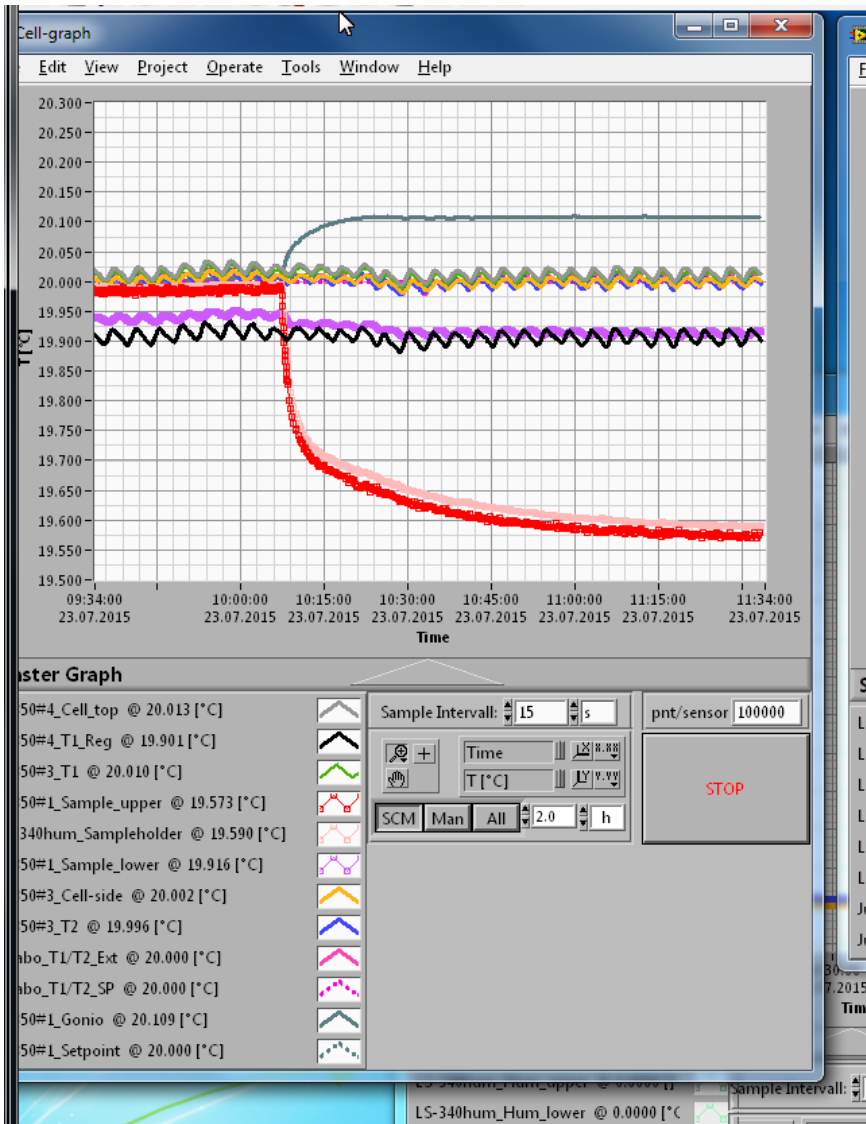 Cell-graph
Edit View Project Operate Tools Window Help
20.300
20.250
20.200
20.150
20.100
20.050
20.000
19.950
19.900
19.850
19.800
19.750
19.700
19.650
19.600
19.550
19.500
T [°C]
09:34:00 10:00:00 10:15:00 10:30:00 10:45:00 11:00:00 11:15:00 11:34:00
23.07.2015 23.07.2015 23.07.2015 23.07.2015 23.07.2015 23.07.2015 23.07.2015 23.07.2015
Time
aster Graph
50#4_Cell_top @ 20.013 [°C]
50#4_T1_Reg @ 19.901 [°C]
50#3_T1 @ 20.010 [°C]
50#1_Sample_upper @ 19.573 [°C]
340hum_Sampleholder @ 19.590 [°C]
50#1_Sample_lower @ 19.916 [°C]
50#3_Cell-side @ 20.002 [°C]
50#3_T2 @ 19.996 [°C]
abo_T1/T2_Ext @ 20.000 [°C]
abo_T1/T2_SP @ 20.000 [°C]
50#1_Gonio @ 20.109 [°C]
50#1_Setpoint @ 20.000 [°C]
Sample Intervall: 15 s
pnt/sensor 100000
Time X 8.88
T [°C] Y Y.YY
SCM Man All 2.0 h
STOP
F
S
L
L
L
L
L
L
Ju
Ju
7.2015
Tim
Sample Intervall:
LS-340hum_Hum_lower @ 0.0000 [°C